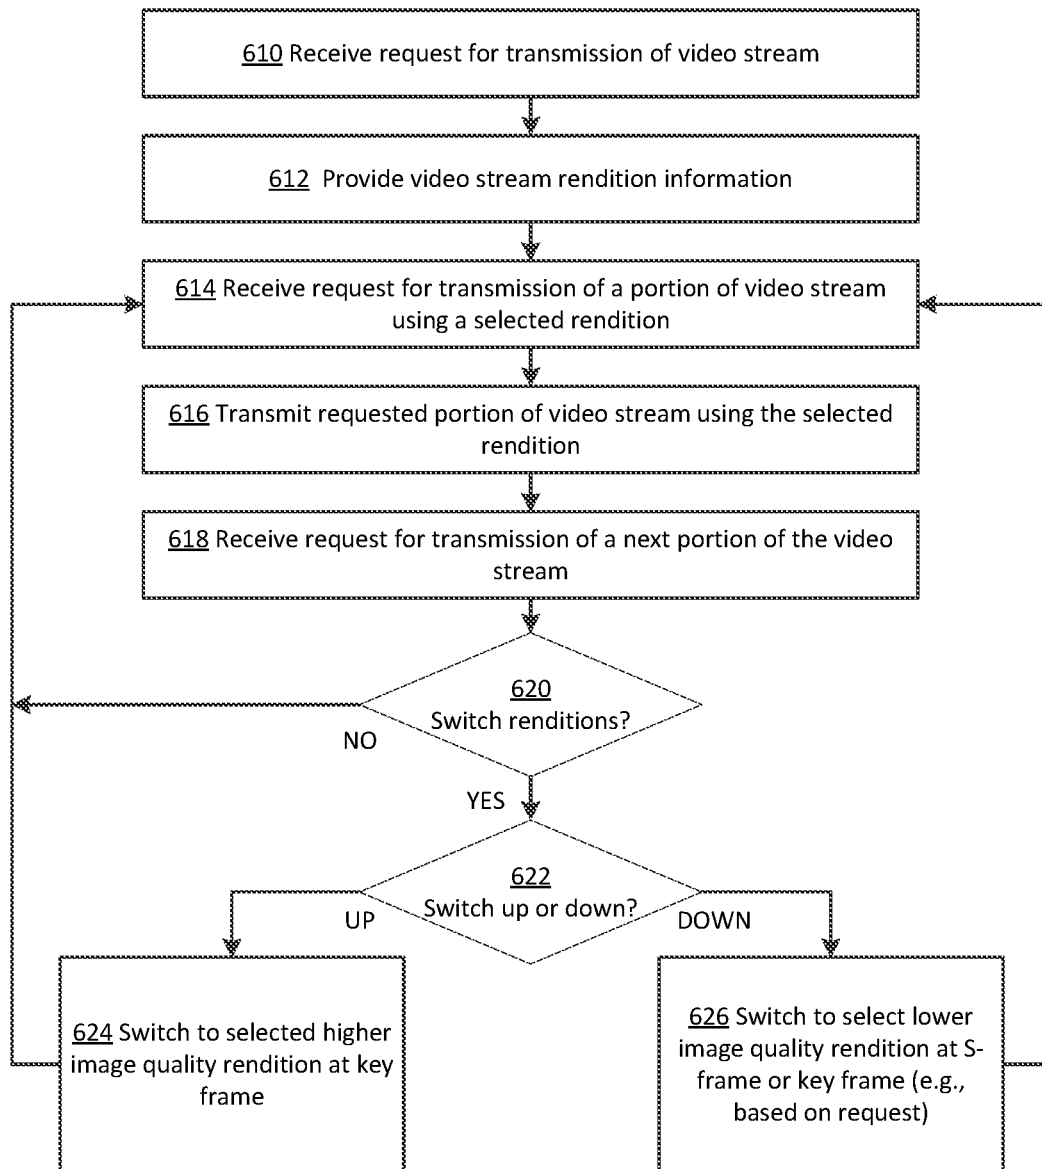 610 Receive request for transmission of video stream
612 Provide video stream rendition information
614 Receive request for transmission of a portion of video stream
using a selected rendition
616 Transmit requested portion of video stream using the selected
rendition
618 Receive request for transmission of a next portion of the video
stream
620
Switch renditions?
NO
YES
622
Switch up or down?
UP
DOWN
624 Switch to selected higher
image quality rendition at key
frame
626 Switch to select lower
image quality rendition at S-
frame or key frame (e.g.,
based on request)